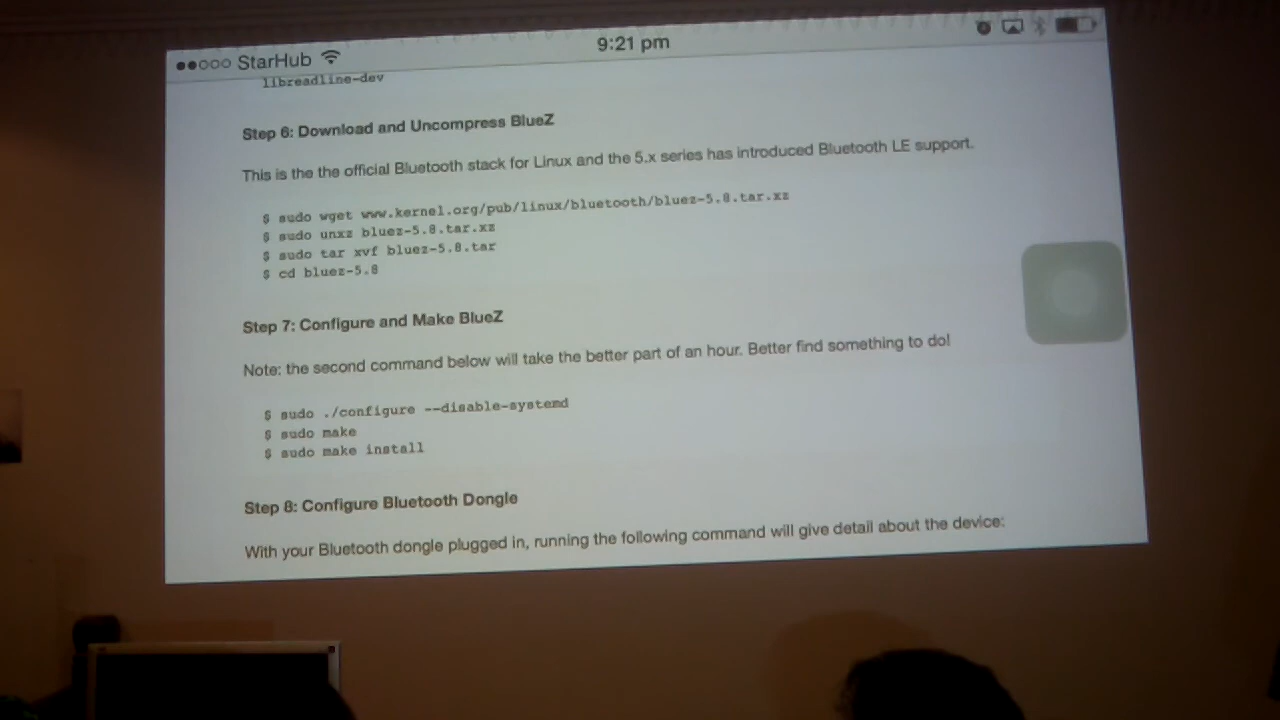 ●●○○○ StarHub 9:21 pm
libreadline-dev
Step 6: Download and Uncompress BlueZ
This is the the official Bluetooth stack for Linux and the 5.x series has introduced Bluetooth LE support.
$ sudo wget www.kernel.org/pub/linux/bluetooth/bluez-5.8.tar.xz
$ sudo unxz bluez-5.8.tar.xz
$ sudo tar xvf bluez-5.8.tar
$ cd bluez-5.8
Step 7: Configure and Make BlueZ
Note: the second command below will take the better part of an hour. Better find something to do!
$ sudo ./configure --disable-systemd
$ sudo make
$ sudo make install
Step 8: Configure Bluetooth Dongle
With your Bluetooth dongle plugged in, running the following command will give detail about the device: